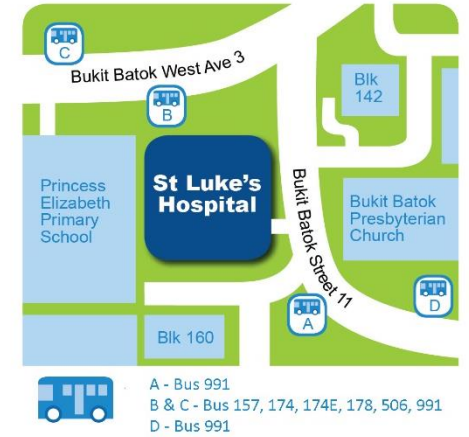 C
Bukit Batok West Ave 3
B
Blk
142
Princess
Elizabeth
Primary
School
St Luke's
Hospital
Bukit Batok Street 11
Bukit Batok
Presbyterian
Church
A
D
Blk 160
A - Bus 991
B & C - Bus 157, 174, 174E, 178, 506, 991
D - Bus 991